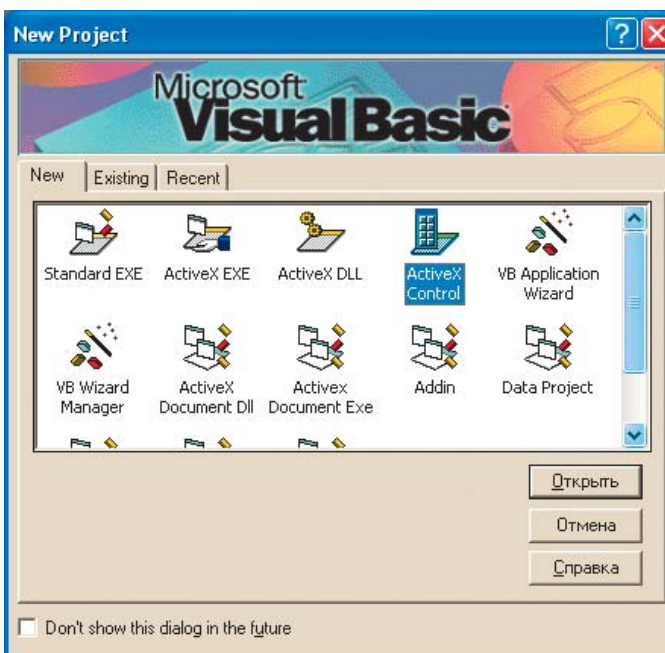 New Project
Microsoft
Visual Basic
New Existing Recent
Standard EXE ActiveX EXE ActiveX DLL ActiveX Control VB Application Wizard
VB Wizard Manager ActiveX Document Dll Activex Document Exe Addin Data Project
Открыть
Отмена
Справка
Don't show this dialog in the future